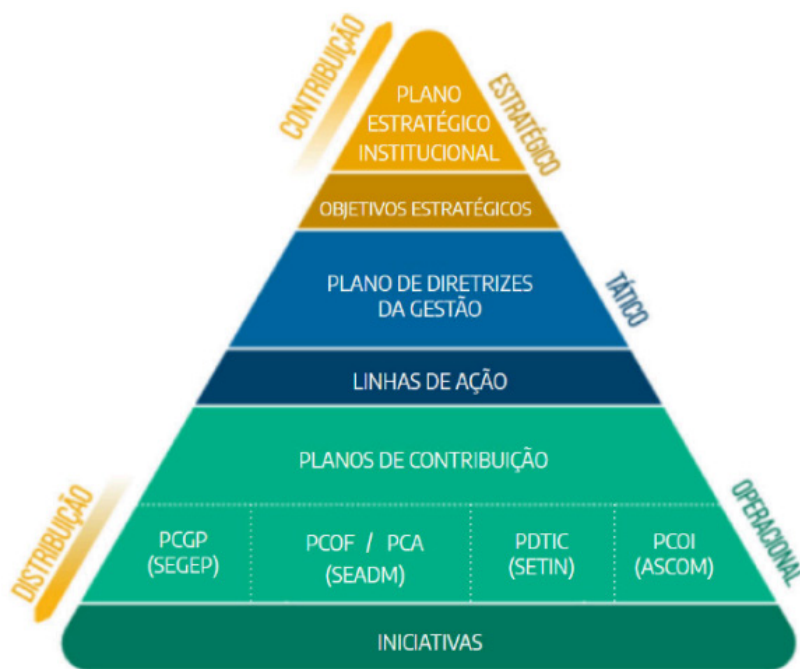 CONTRIBUIÇÃO
ESTRATÉGICO
PLANO
ESTRATÉGICO
INSTITUCIONAL
OBJETIVOS ESTRATÉGICOS
TÁTICO
PLANO DE DIRETRIZES
DA GESTÃO
LINHAS DE AÇÃO
DISTRIBUIÇÃO
OPERACIONAL
PLANOS DE CONTRIBUIÇÃO
PCGP
(SEGEP)
PCOF / PCA
(SEADM)
PDTIC
(SETIN)
PCOI
(ASCOM)
INICIATIVAS